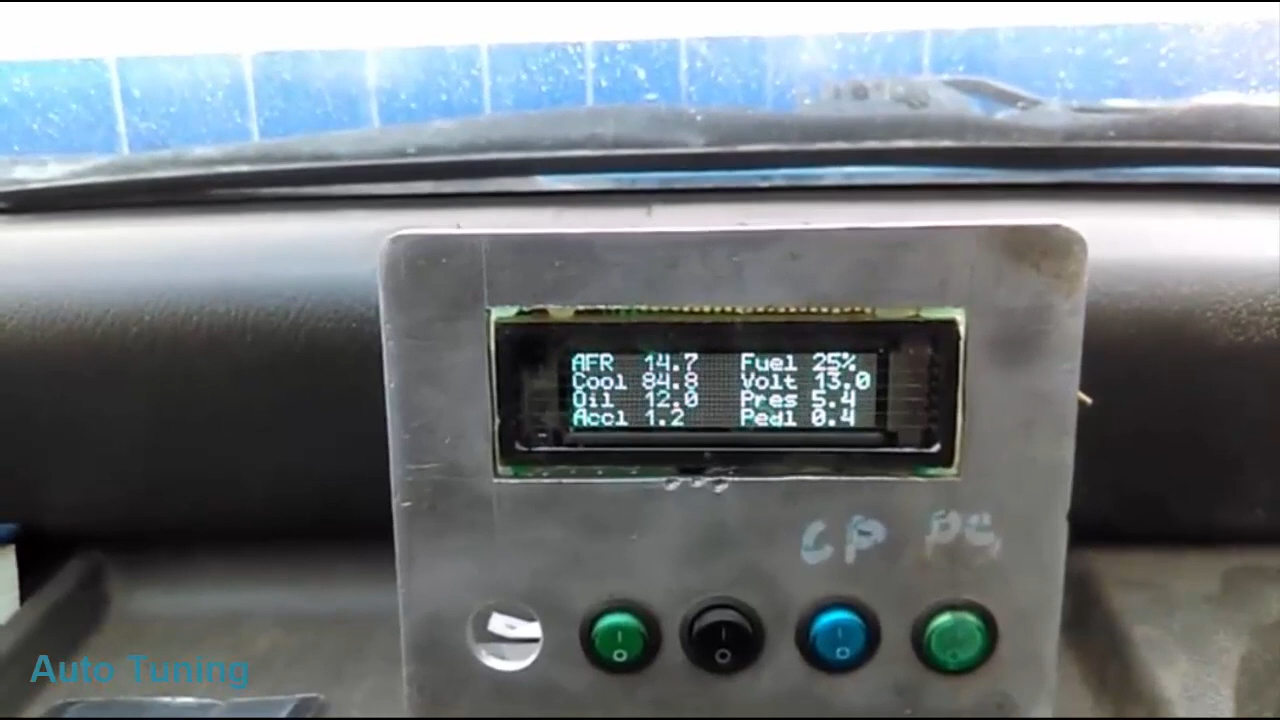 AFR 14.7 Fuel 25%
Cool 84.8 Volt 13.0
Oil 12.0 Pres 5.4
Accl 1.2 Pedl 0.4
CP
Auto Tuning